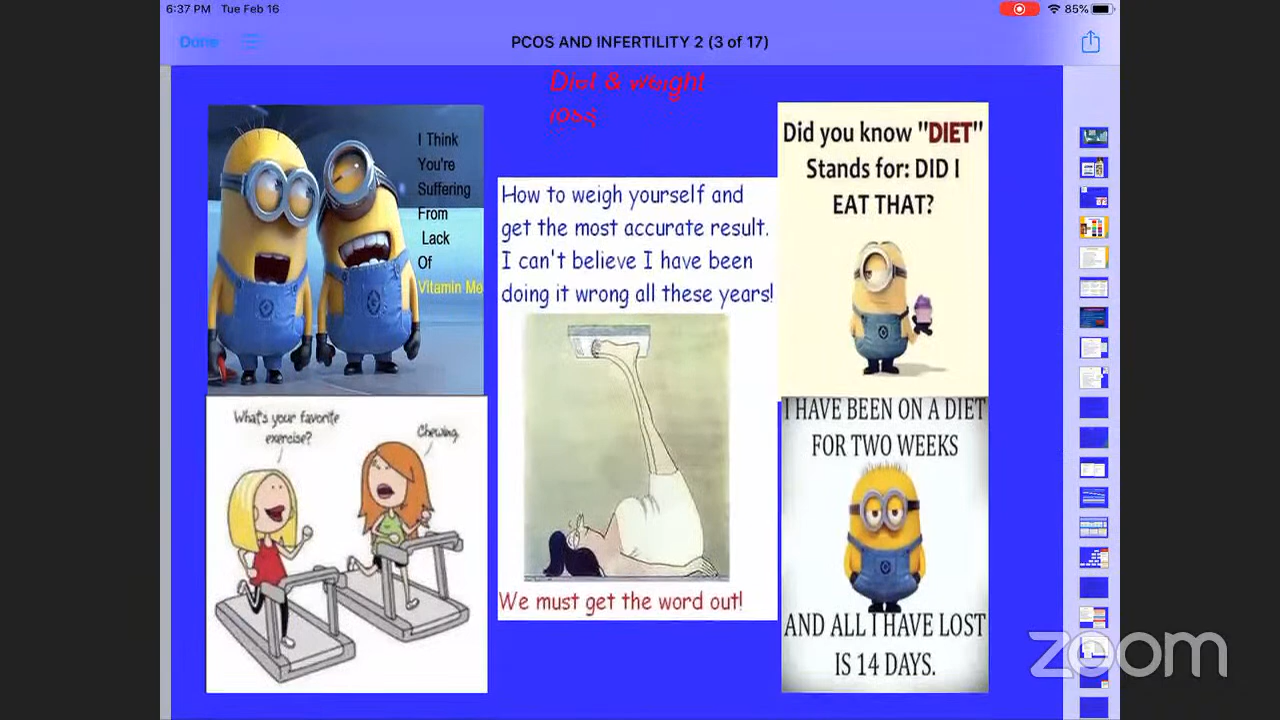 6:37 PM Tue Feb 16
85%
Done
PCOS AND INFERTILITY 2 (3 of 17)
Diet & weight
loss
I Think
You're
Suffering
From
Lack
Of
Vitamin Me
How to weigh yourself and
get the most accurate result.
I can't believe I have been
doing it wrong all these years!
We must get the word out!
Did you know "DIET"
Stands for: DID I
EAT THAT?
What's your favorite
exercise?
Chewing.
I HAVE BEEN ON A DIET
FOR TWO WEEKS
AND ALL I HAVE LOST
IS 14 DAYS.
zoom